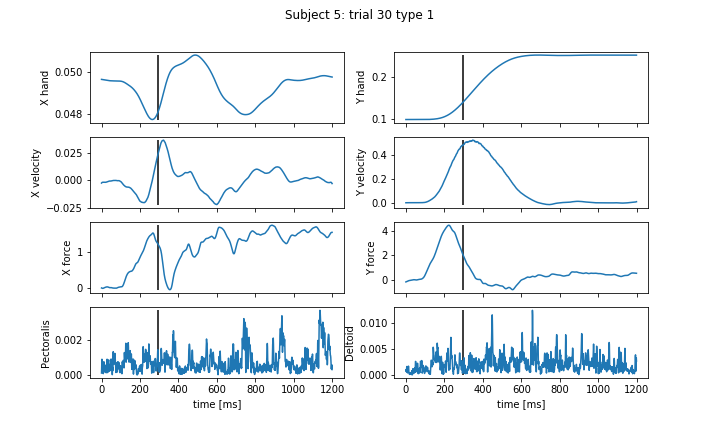 Subject 5: trial 30 type 1
X hand
0.050
0.048
Y hand
0.2
0.1
X velocity
0.025
0.000
−0.025
Y velocity
0.4
0.2
0.0
X force
1
0
Y force
4
2
0
Pectoralis
0.002
0.000
0 200 400 600 800 1000 1200
time [ms]
Deltoid
0.010
0.005
0.000
0 200 400 600 800 1000 1200
time [ms]